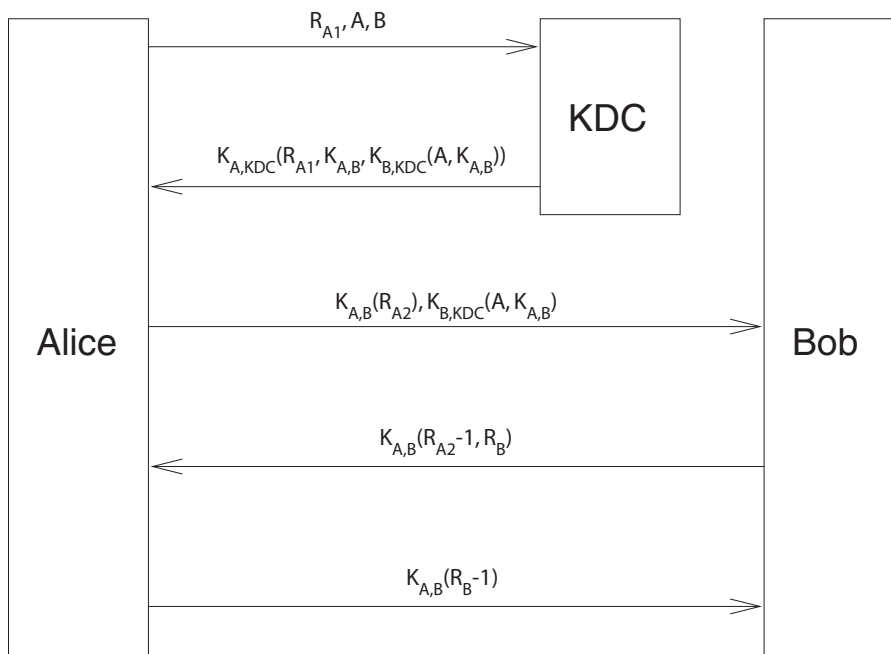 R_A1, A, B
KDC
K_A,KDC(R_A1, K_A,B, K_B,KDC(A, K_A,B))
K_A,B(R_A2), K_B,KDC(A, K_A,B)
Alice
Bob
K_A,B(R_A2-1, R_B)
K_A,B(R_B-1)